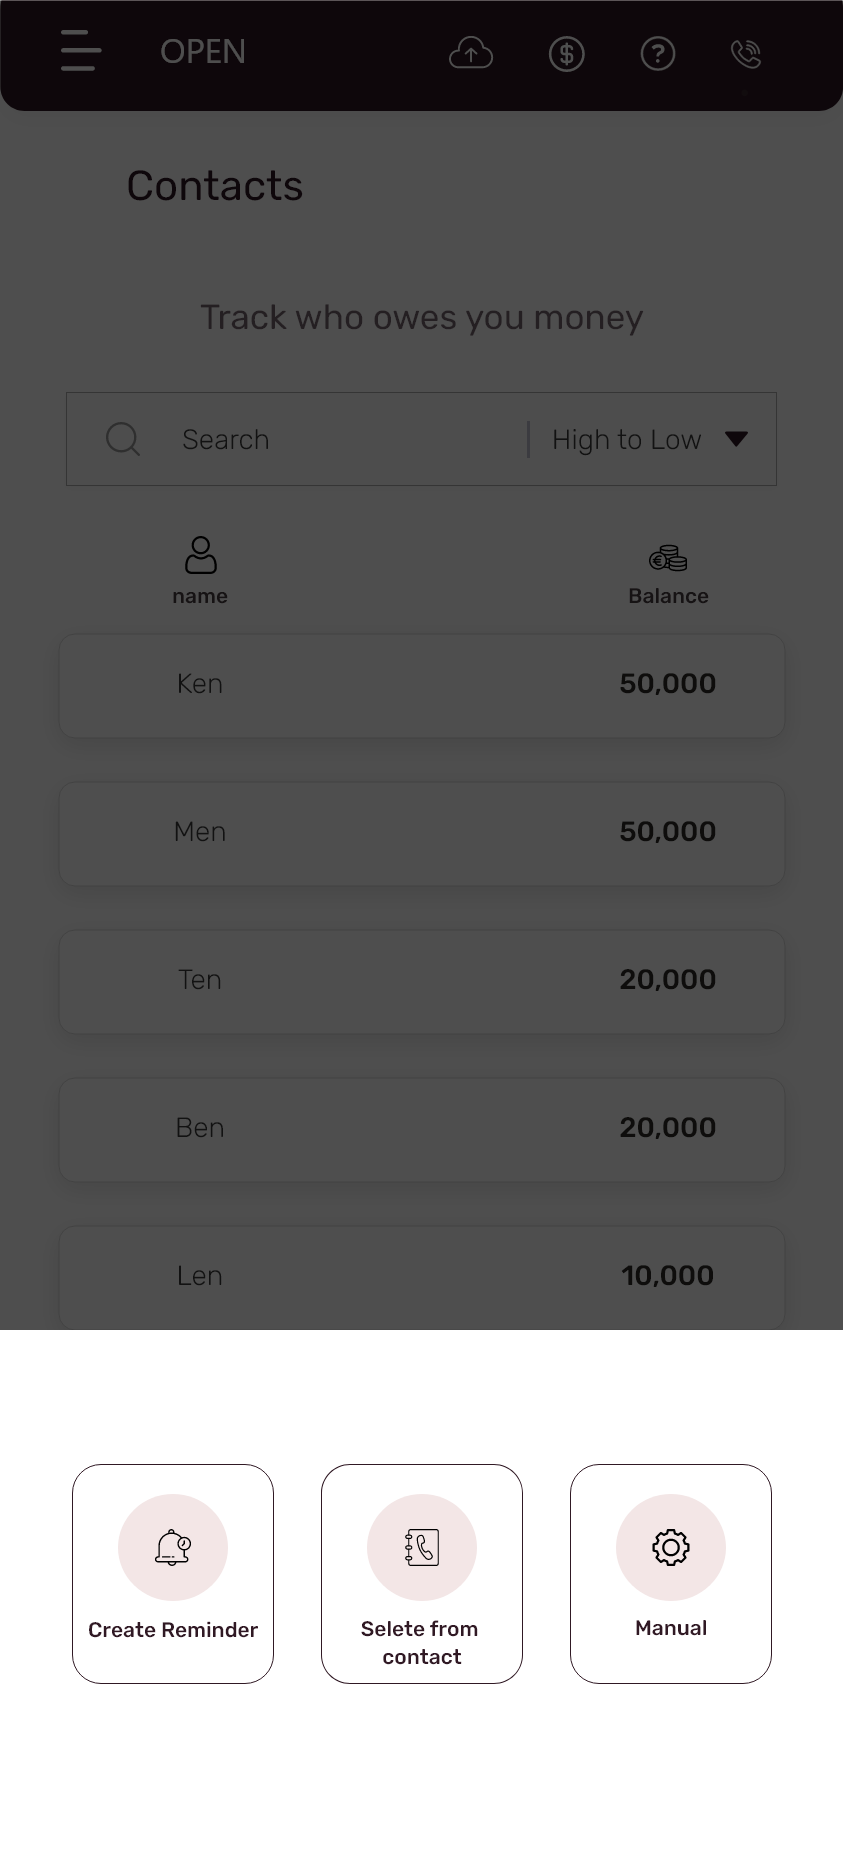 OPEN
Contacts
Track who owes you money
Search
High to Low
name
Balance
Ken 50,000
Men 50,000
Ten 20,000
Ben 20,000
Len 10,000
Create Reminder
Selete from
contact
Manual